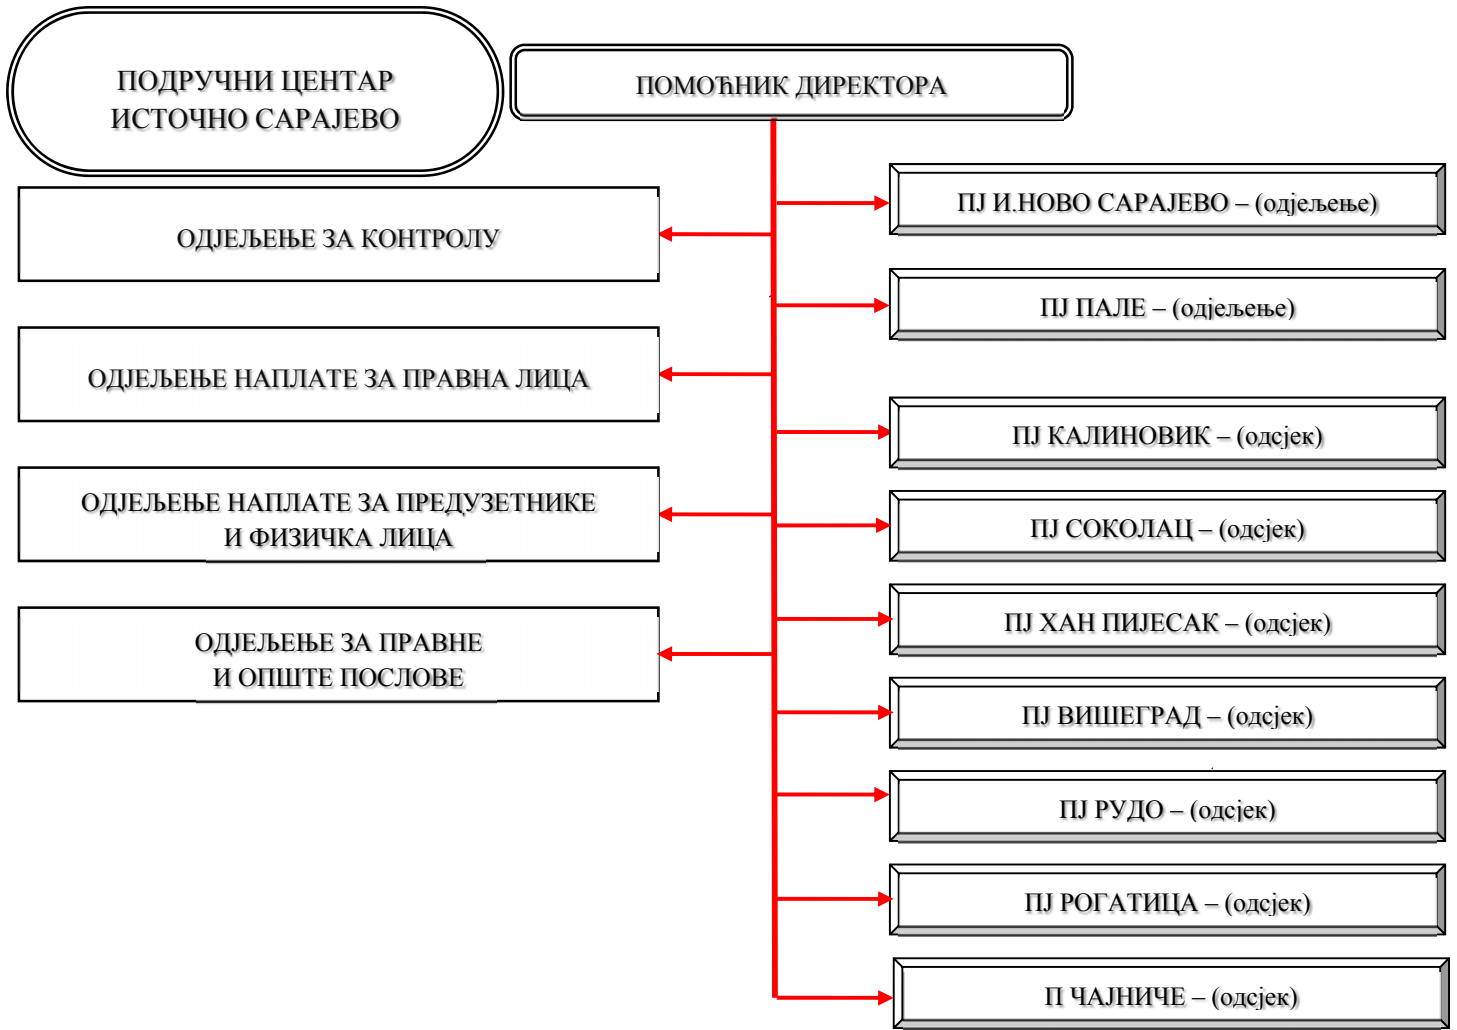 ПОДРУЧНИ ЦЕНТАР
ИСТОЧНО САРАЈЕВО
ПОМОЋНИК ДИРЕКТОРА
ОДЈЕЉЕЊЕ ЗА КОНТРОЛУ
ОДЈЕЉЕЊЕ НАПЛАТЕ ЗА ПРАВНА ЛИЦА
ОДЈЕЉЕЊЕ НАПЛАТЕ ЗА ПРЕДУЗЕТНИКЕ
И ФИЗИЧКА ЛИЦА
ОДЈЕЉЕЊЕ ЗА ПРАВНЕ
И ОПШТЕ ПОСЛОВЕ
ПЈ И.НОВО САРАЈЕВО – (одјељење)
ПЈ ПАЛЕ – (одјељење)
ПЈ КАЛИНОВИК – (одсјек)
ПЈ СОКОЛАЦ – (одсјек)
ПЈ ХАН ПИЈЕСАК – (одсјек)
ПЈ ВИШЕГРАД – (одсјек)
ПЈ РУДО – (одсјек)
ПЈ РОГАТИЦА – (одсјек)
П ЧАЈНИЧЕ – (одсјек)